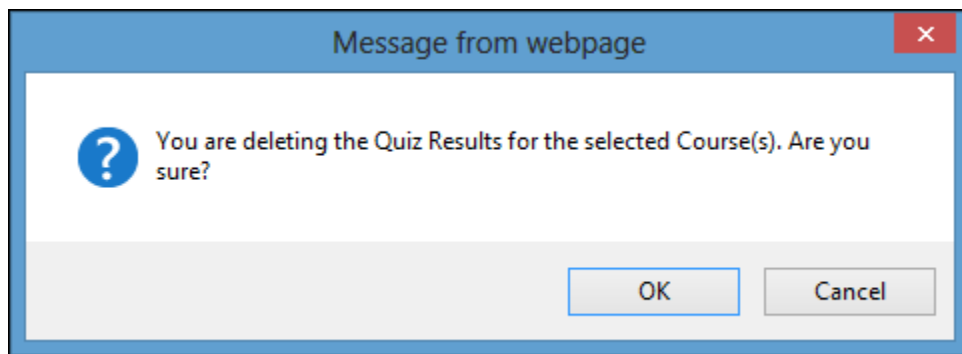 Message from webpage
You are deleting the Quiz Results for the selected Course(s). Are you
sure?
OK
Cancel